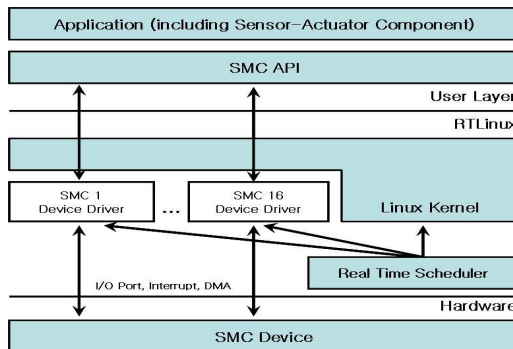 Application (including Sensor-Actuator Component)
SMC API
User Layer
RTLinux
SMC 1
Device Driver
...
SMC 16
Device Driver
Linux Kernel
Real Time Scheduler
I/O Port, Interrupt, DMA
Hardware
SMC Device